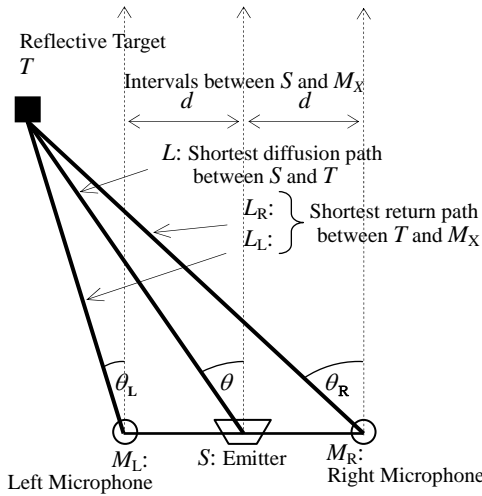 Reflective Target
T
Intervals between S and M_X
d d
L: Shortest diffusion path
between S and T
L_R:
L_L:
Shortest return path
between T and M_X
θ_L θ θ_R
M_L: S: Emitter M_R:
Left Microphone Right Microphone